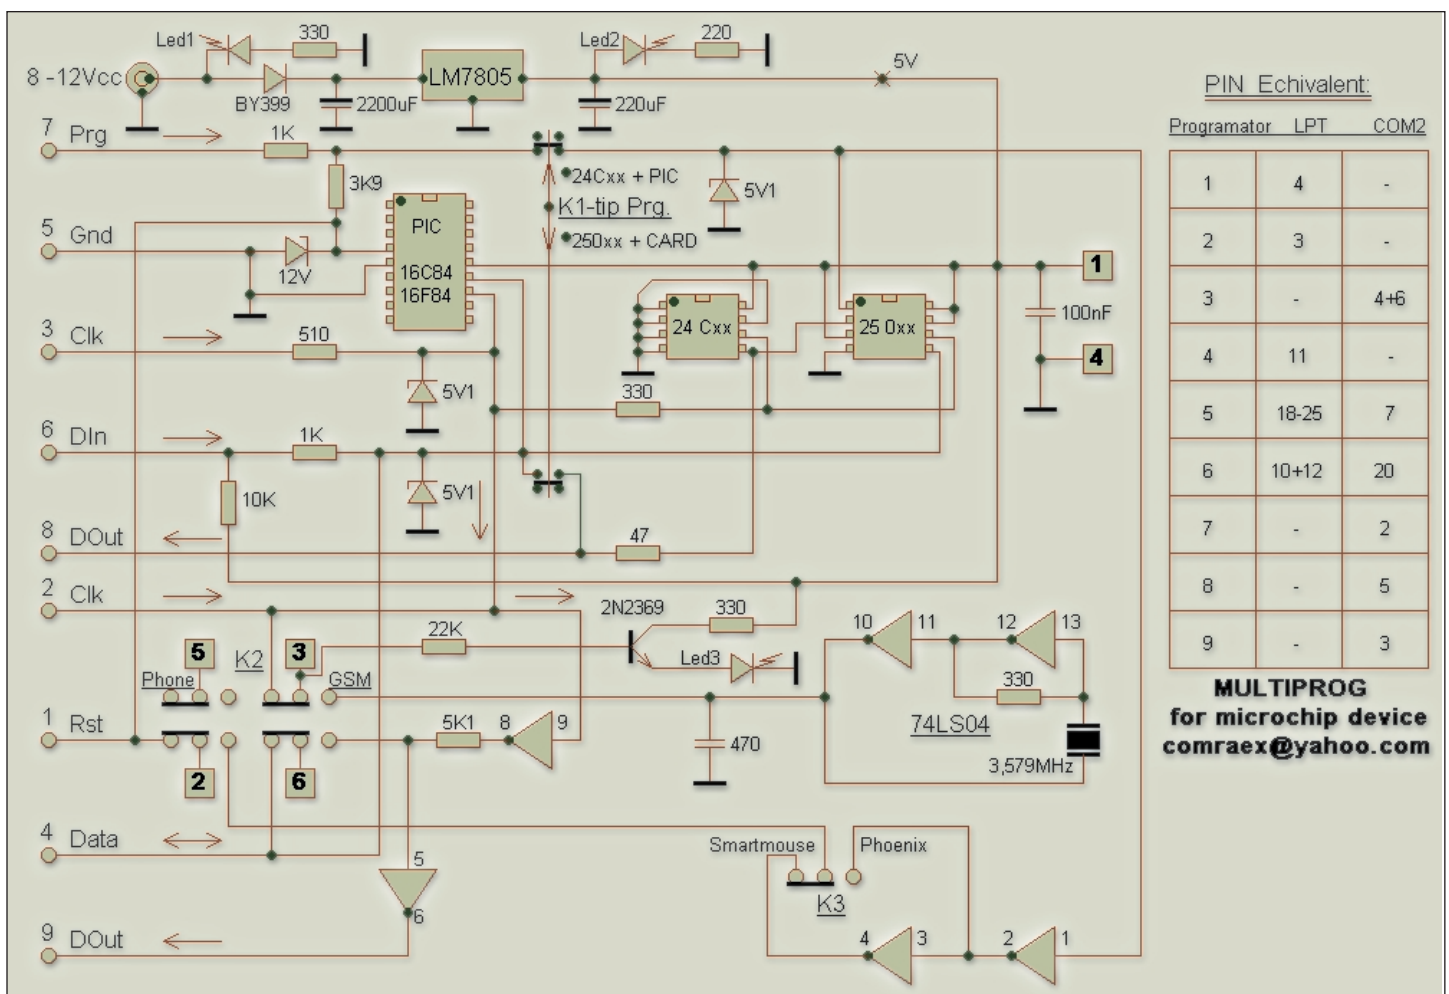 Led1
330
Led2
220
8 -12Vcc
LM7805
5V
BY399
2200uF
220uF
7 Prg
1K
3K9
24Cxx + PIC
K1-tip Prg.
250xx + CARD
5V1
5 Gnd
12V
PIC
16C84
16F84
1
24 Cxx
25 0xx
100nF
4
3 Clk
510
5V1
330
6 DIn
1K
10K
5V1
8 DOut
47
2 Clk
2N2369
330
22K
Led3
10 11 12 13
330
5
K2
3
Phone
GSM
1 Rst
5K1
8 9
470
74LS04
3,579MHz
2
6
4 Data
5
6
Smartmouse
Phoenix
K3
9 DOut
4 3 2 1
PIN Echivalent:
Programator LPT COM2
1 4 -
2 3 -
3 - 4+6
4 11 -
5 18-25 7
6 10+12 20
7 - 2
8 - 5
9 - 3
MULTIPROG
for microchip device
comraex@yahoo.com